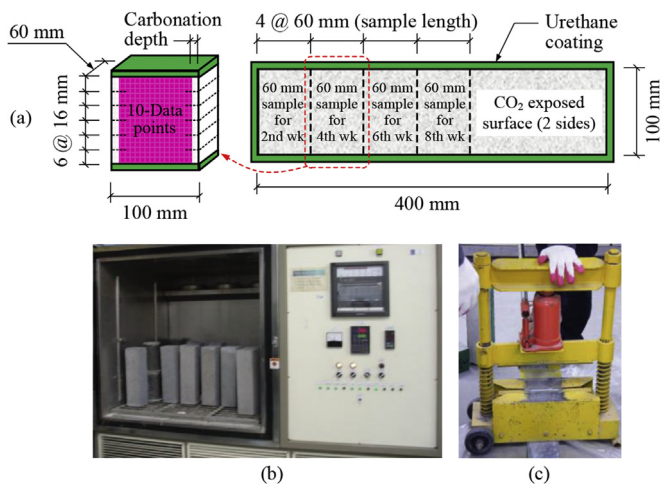 Carbonation
depth
60 mm
4 @ 60 mm (sample length)
Urethane
coating
(a)
6 @ 16 mm
10-Data
points
60 mm
sample
for
2nd wk
60 mm
sample
for
4th wk
60 mm
sample
for
6th wk
60 mm
sample
for
8th wk
CO₂ exposed
surface (2 sides)
100 mm
100 mm
400 mm
(b)
(c)